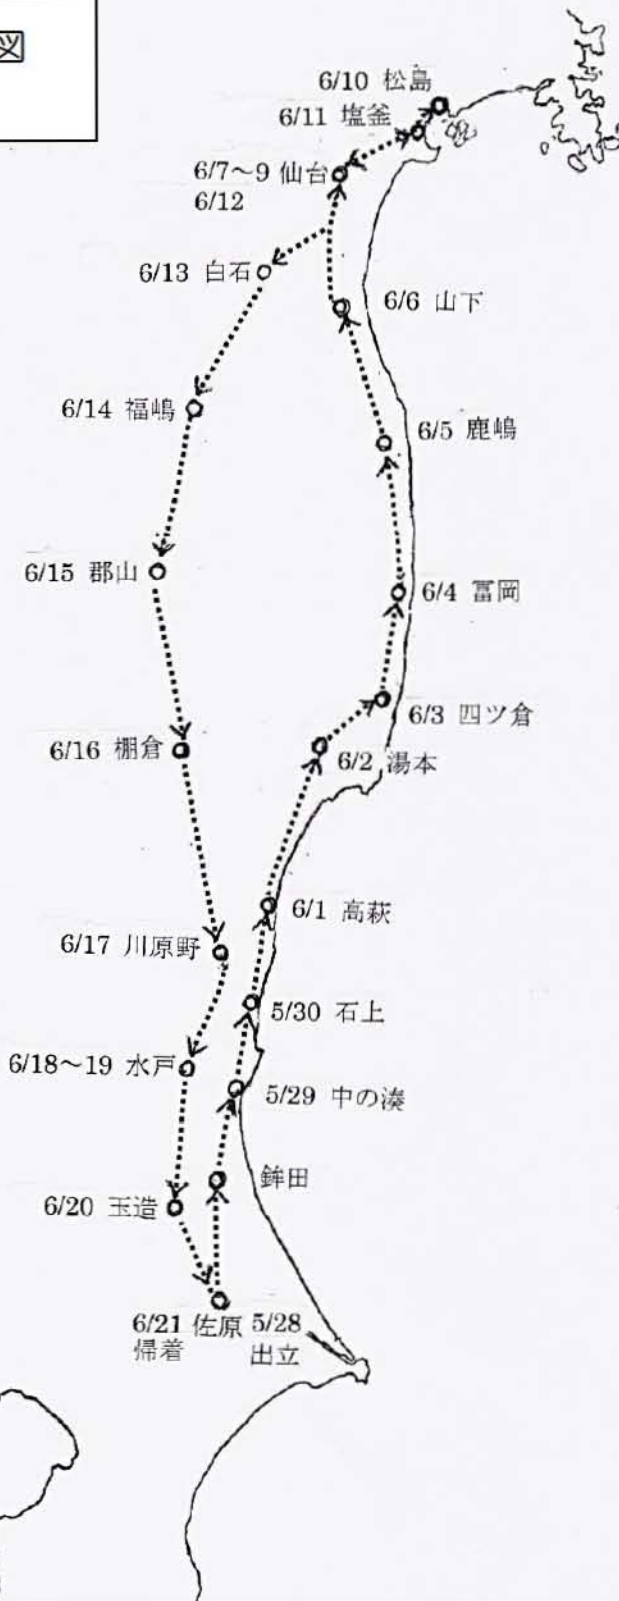 図
6/10 松島
6/11 塩釜
6/7～9 仙台
6/12
6/13 白石
6/6 山下
6/14 福嶋
6/5 鹿嶋
6/15 郡山
6/4 冨岡
6/3 四ツ倉
6/16 棚倉
6/2 湯本
6/1 高萩
6/17 川原野
5/30 石上
6/18～19 水戸
5/29 中の湊
鉾田
6/20 玉造
6/21 佐原 5/28
帰着 出立